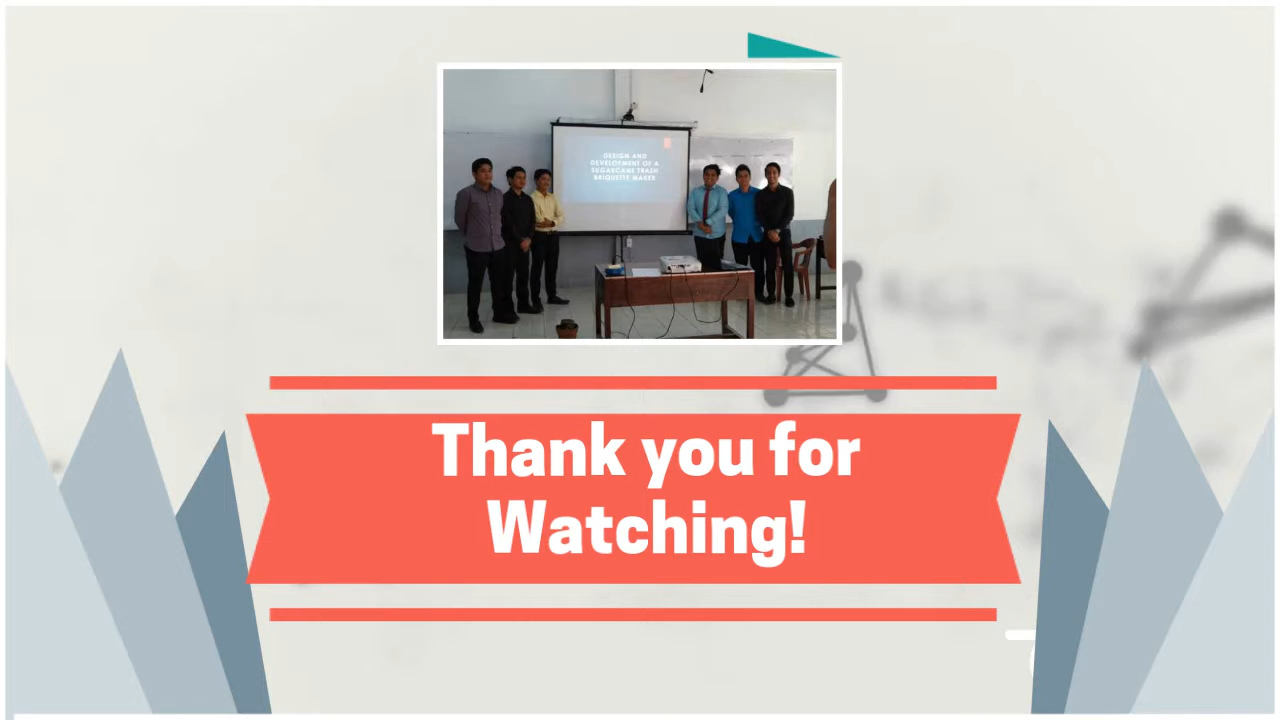 DESIGN AND
DEVELOPMENT OF A
SUGARCANE TRASH
BRIQUETTE MAKER
Thank you for
Watching!